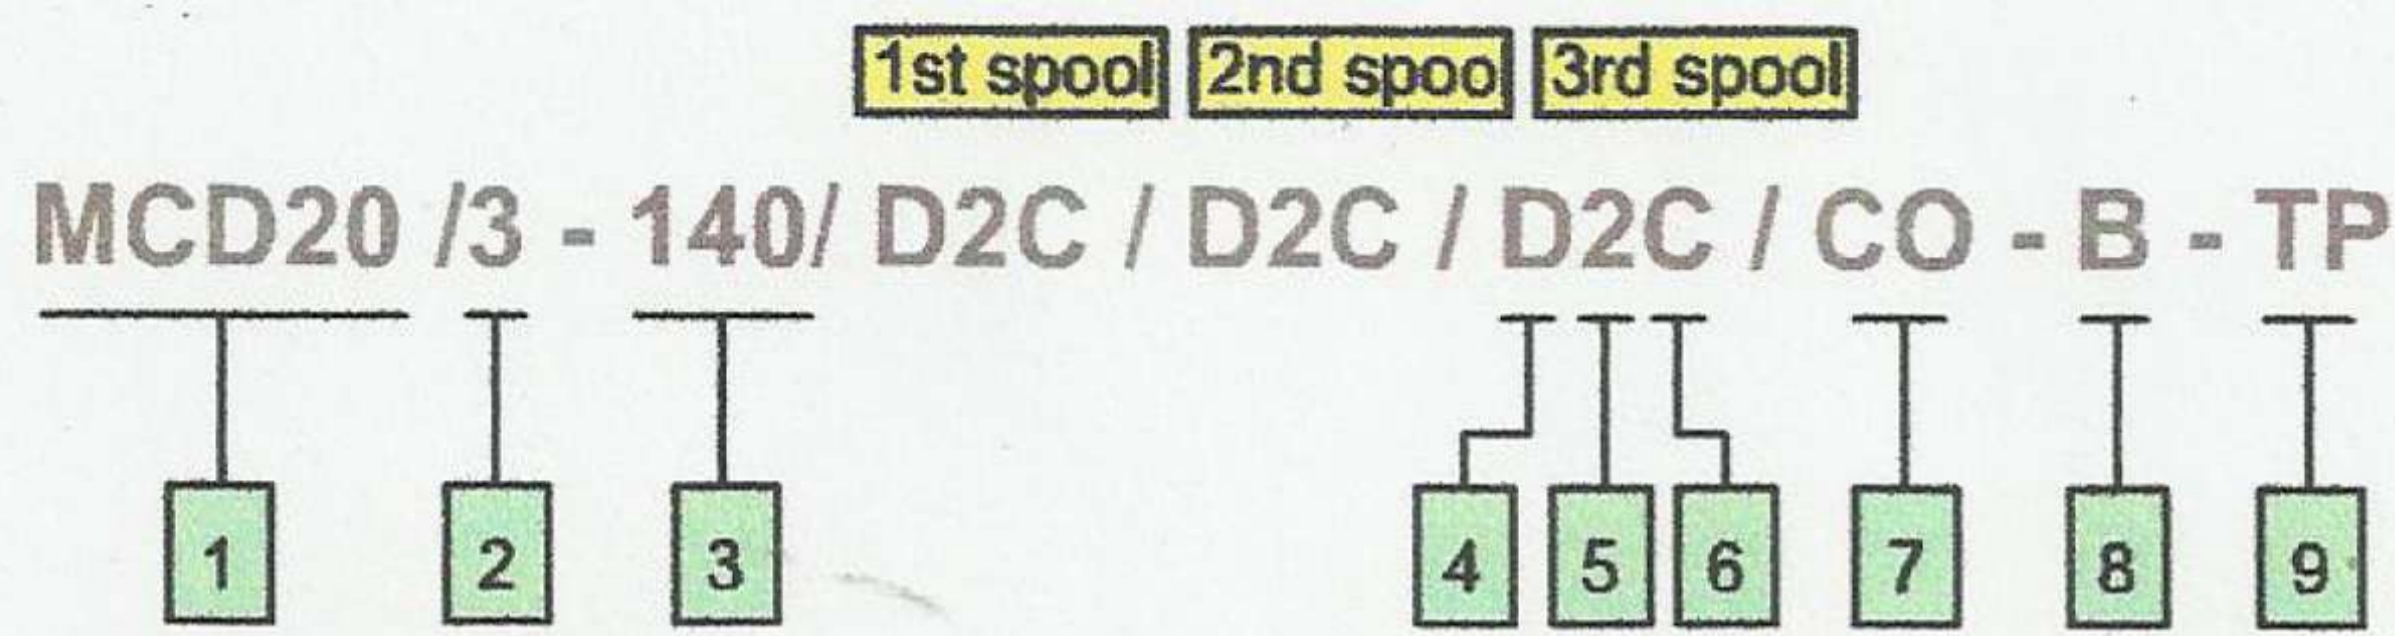 1st spool 2nd spoo 3rd spool
MCD20 /3 - 140/ D2C / D2C / D2C / CO - B - TP
1 2 3 4 5 6 7 8 9